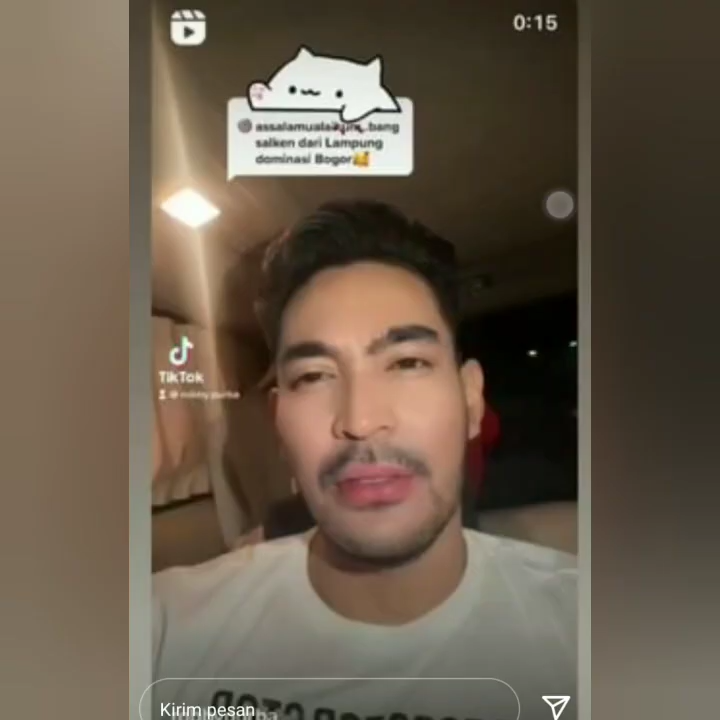 0:15
assalamualaikum..bang
salken dari Lampung
dominasi Bogor🥰
TikTok
Kirim pesan